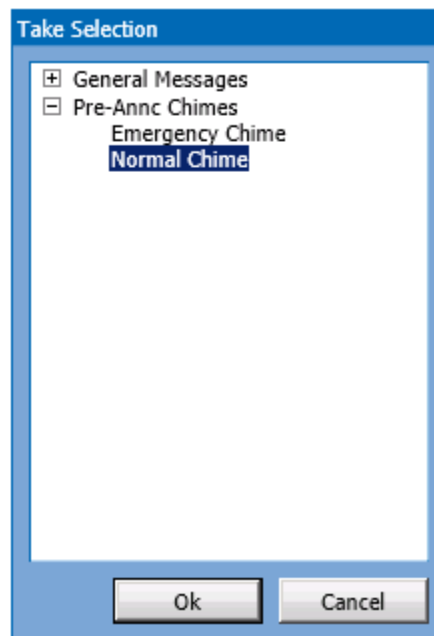 Take Selection
General Messages
Pre-Annc Chimes
Emergency Chime
Normal Chime
Ok
Cancel